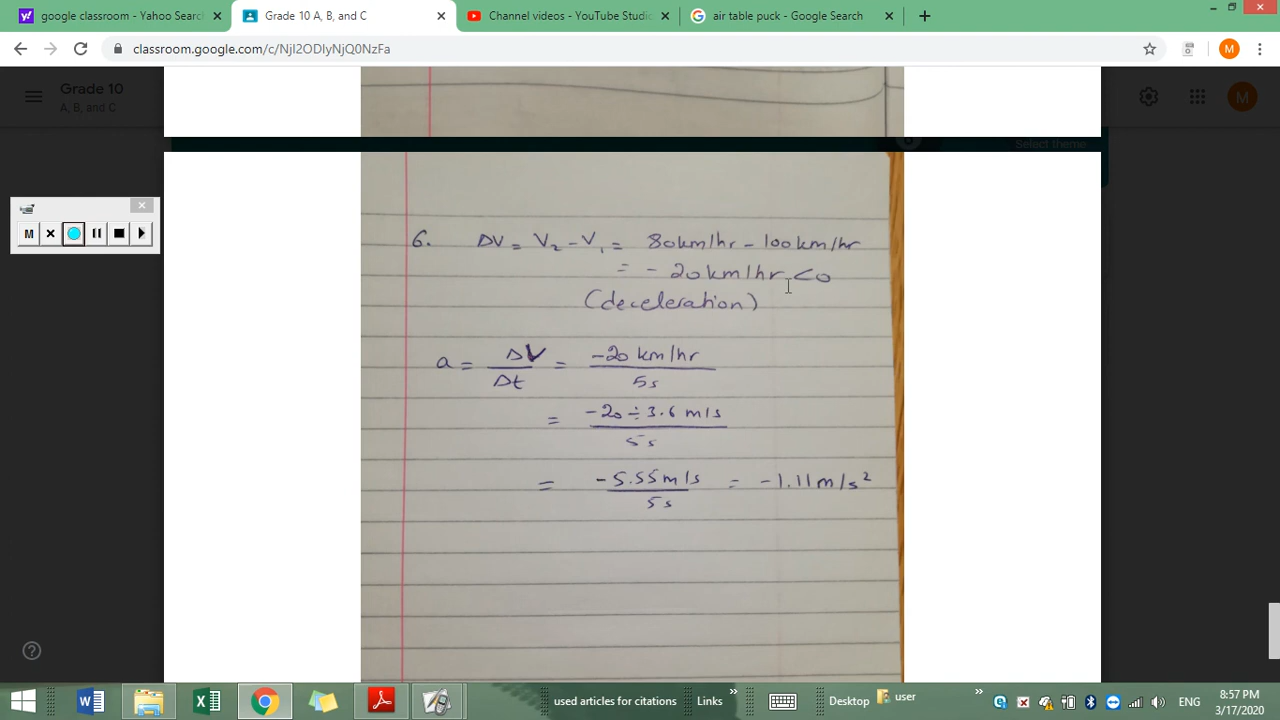 google classroom - Yahoo Searc
Grade 10 A, B, and C
Channel videos - YouTube Studio
air table puck - Google Search
classroom.google.com/c/NjI2ODIyNjQ0NzFa
M
Grade 10
A, B, and C
M
Select theme
M
6. ΔV = V₂ - V₁ = 80km/hr - 100km/hr
= - 20km/hr < 0
(deceleration)
a = ΔV/Δt = -20 km/hr / 5s
= -20 ÷ 3.6 m/s / 5s
= -5.55m/s / 5s = -1.11m/s²
used articles for citations
Links
Desktop
user
ENG
8:57 PM
3/17/2020